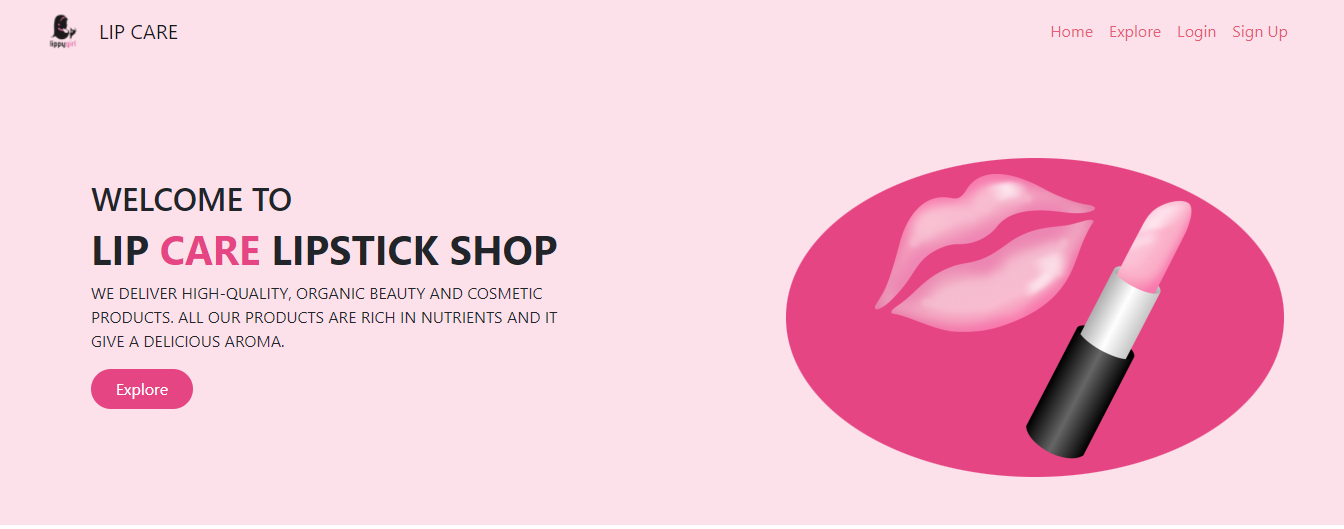 lippygirl
LIP CARE
Home Explore Login Sign Up
WELCOME TO
LIP CARE LIPSTICK SHOP
WE DELIVER HIGH-QUALITY, ORGANIC BEAUTY AND COSMETIC
PRODUCTS. ALL OUR PRODUCTS ARE RICH IN NUTRIENTS AND IT
GIVE A DELICIOUS AROMA.
Explore